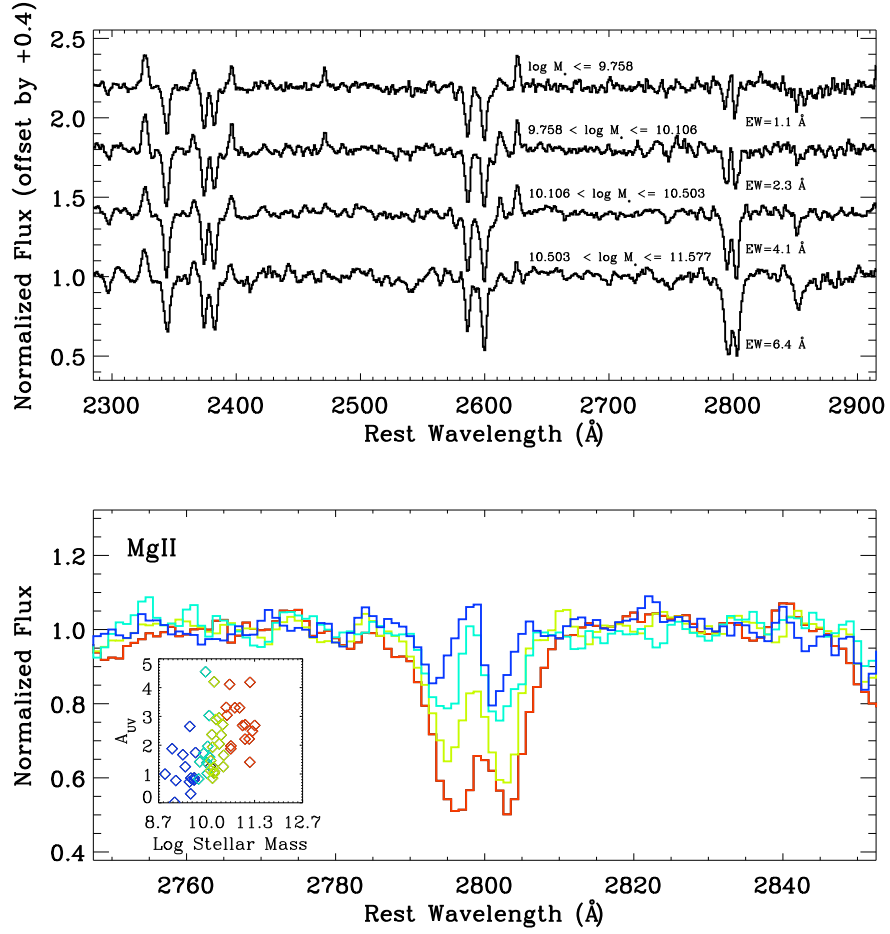 Normalized Flux (offset by +0.4)
2.5
2.0
1.5
1.0
0.5
log M* <= 9.758
EW=1.1 Å
9.758 < log M* <= 10.106
EW=2.3 Å
10.106 < log M* <= 10.503
EW=4.1 Å
10.503 < log M* <= 11.577
EW=6.4 Å
2300 2400 2500 2600 2700 2800 2900
Rest Wavelength (Å)
Normalized Flux
1.2
1.0
0.8
0.6
0.4
MgII
A_UV
5
4
3
2
1
0
8.7 10.0 11.3 12.7
Log Stellar Mass
2760 2780 2800 2820 2840
Rest Wavelength (Å)